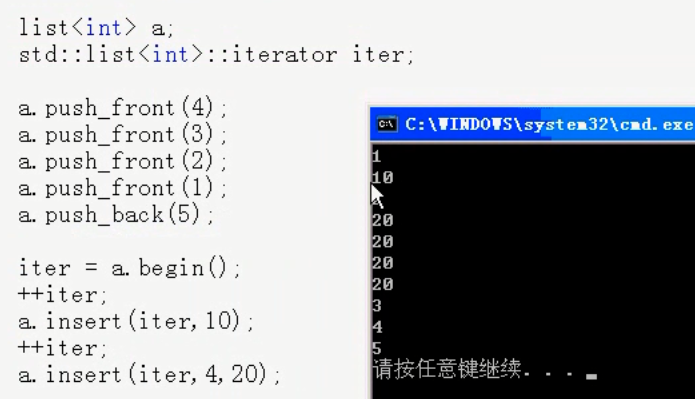 list<int> a;
std::list<int>::iterator iter;
a.push_front(4);
a.push_front(3);
a.push_front(2);
a.push_front(1);
a.push_back(5);
iter = a.begin();
++iter;
a.insert(iter,10);
++iter;
a.insert(iter,4,20);
C:\WINDOWS\system32\cmd.exe
1
10
20
20
20
20
3
4
5
请按任意键继续. . .